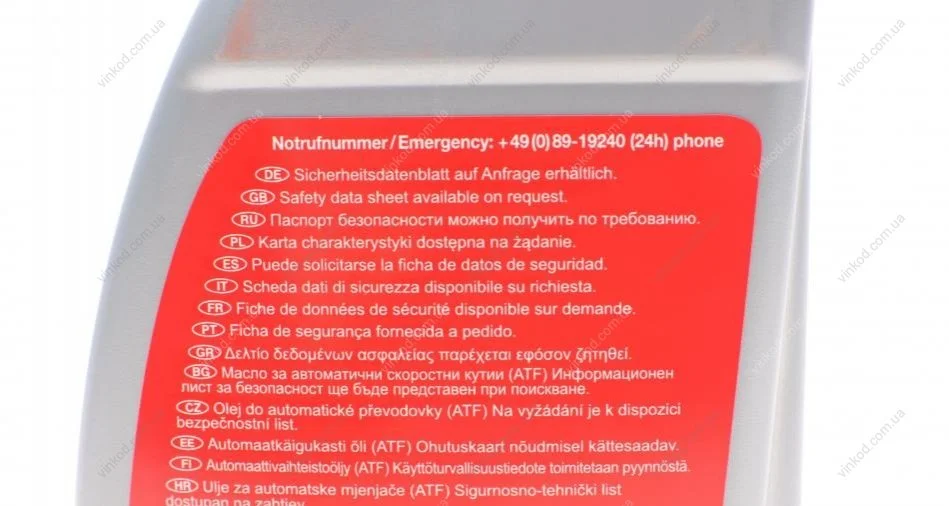 Notrufnummer/Emergency: +49(0)89-19240 (24h) phone
DE Sicherheitsdatenblatt auf Anfrage erhältlich.
GB Safety data sheet available on request.
RU Паспорт безопасности можно получить по требованию.
PL Karta charakterystyki dostępna na żądanie.
ES Puede solicitarse la ficha de datos de seguridad.
IT Scheda dati di sicurezza disponibile su richiesta.
FR Fiche de données de sécurité disponible sur demande.
PT Ficha de segurança fornecida a pedido.
GR Δελτίο δεδομένων ασφαλείας παρέχεται εφόσον ζητηθεί.
BG Масло за автоматични скоростни кутии (ATF) Информационен
лист за безопасност ще бъде представен при поискване.
CZ Olej do automatické převodovky (ATF) Na vyžádání je k dispozici
bezpečnostní list.
EE Automaatkäigukasti õli (ATF) Ohutuskaart nõudmisel kättesaadav.
FI Automaattivaihteistoöljy (ATF) Käyttöturvallisuustiedote toimitetaan pyynnöstä.
HR Ulje za automatske mjenjače (ATF) Sigurnosno-tehnički list
dostupan na zahtjev.
vinkod.com.ua